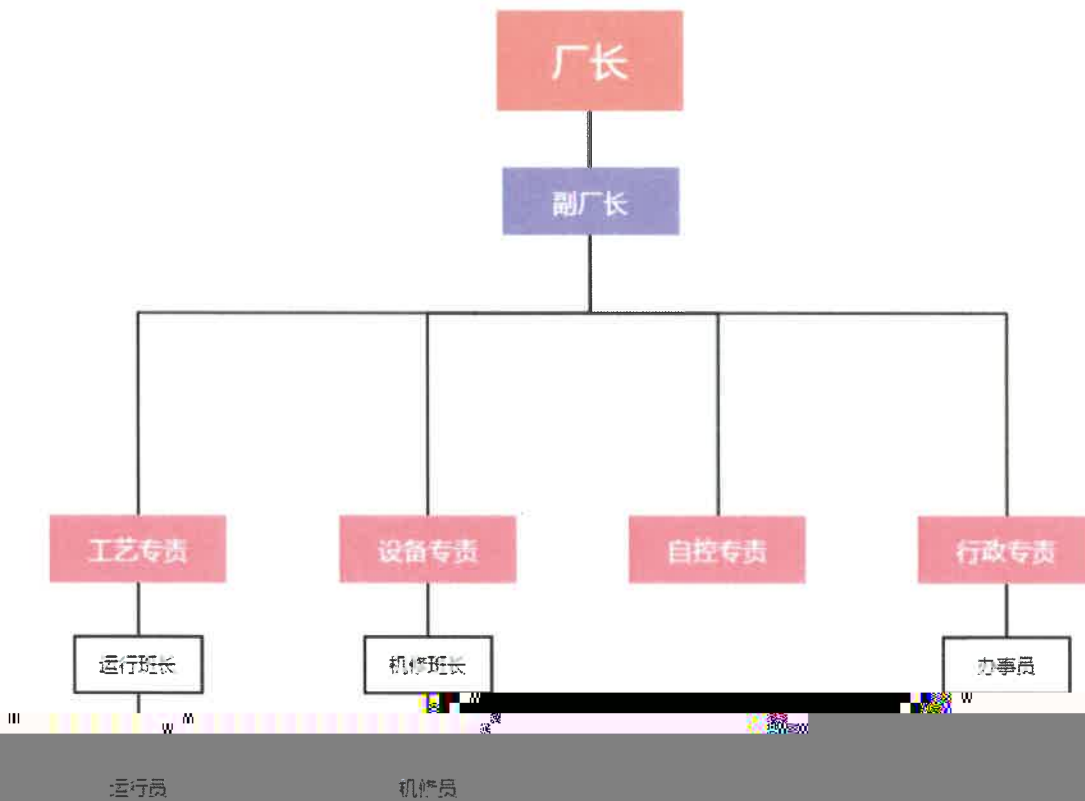 厂长
副厂长
工艺专责 设备专责 自控专责 行政专责
运行班长 机修班长 办事员
运行员 机修员